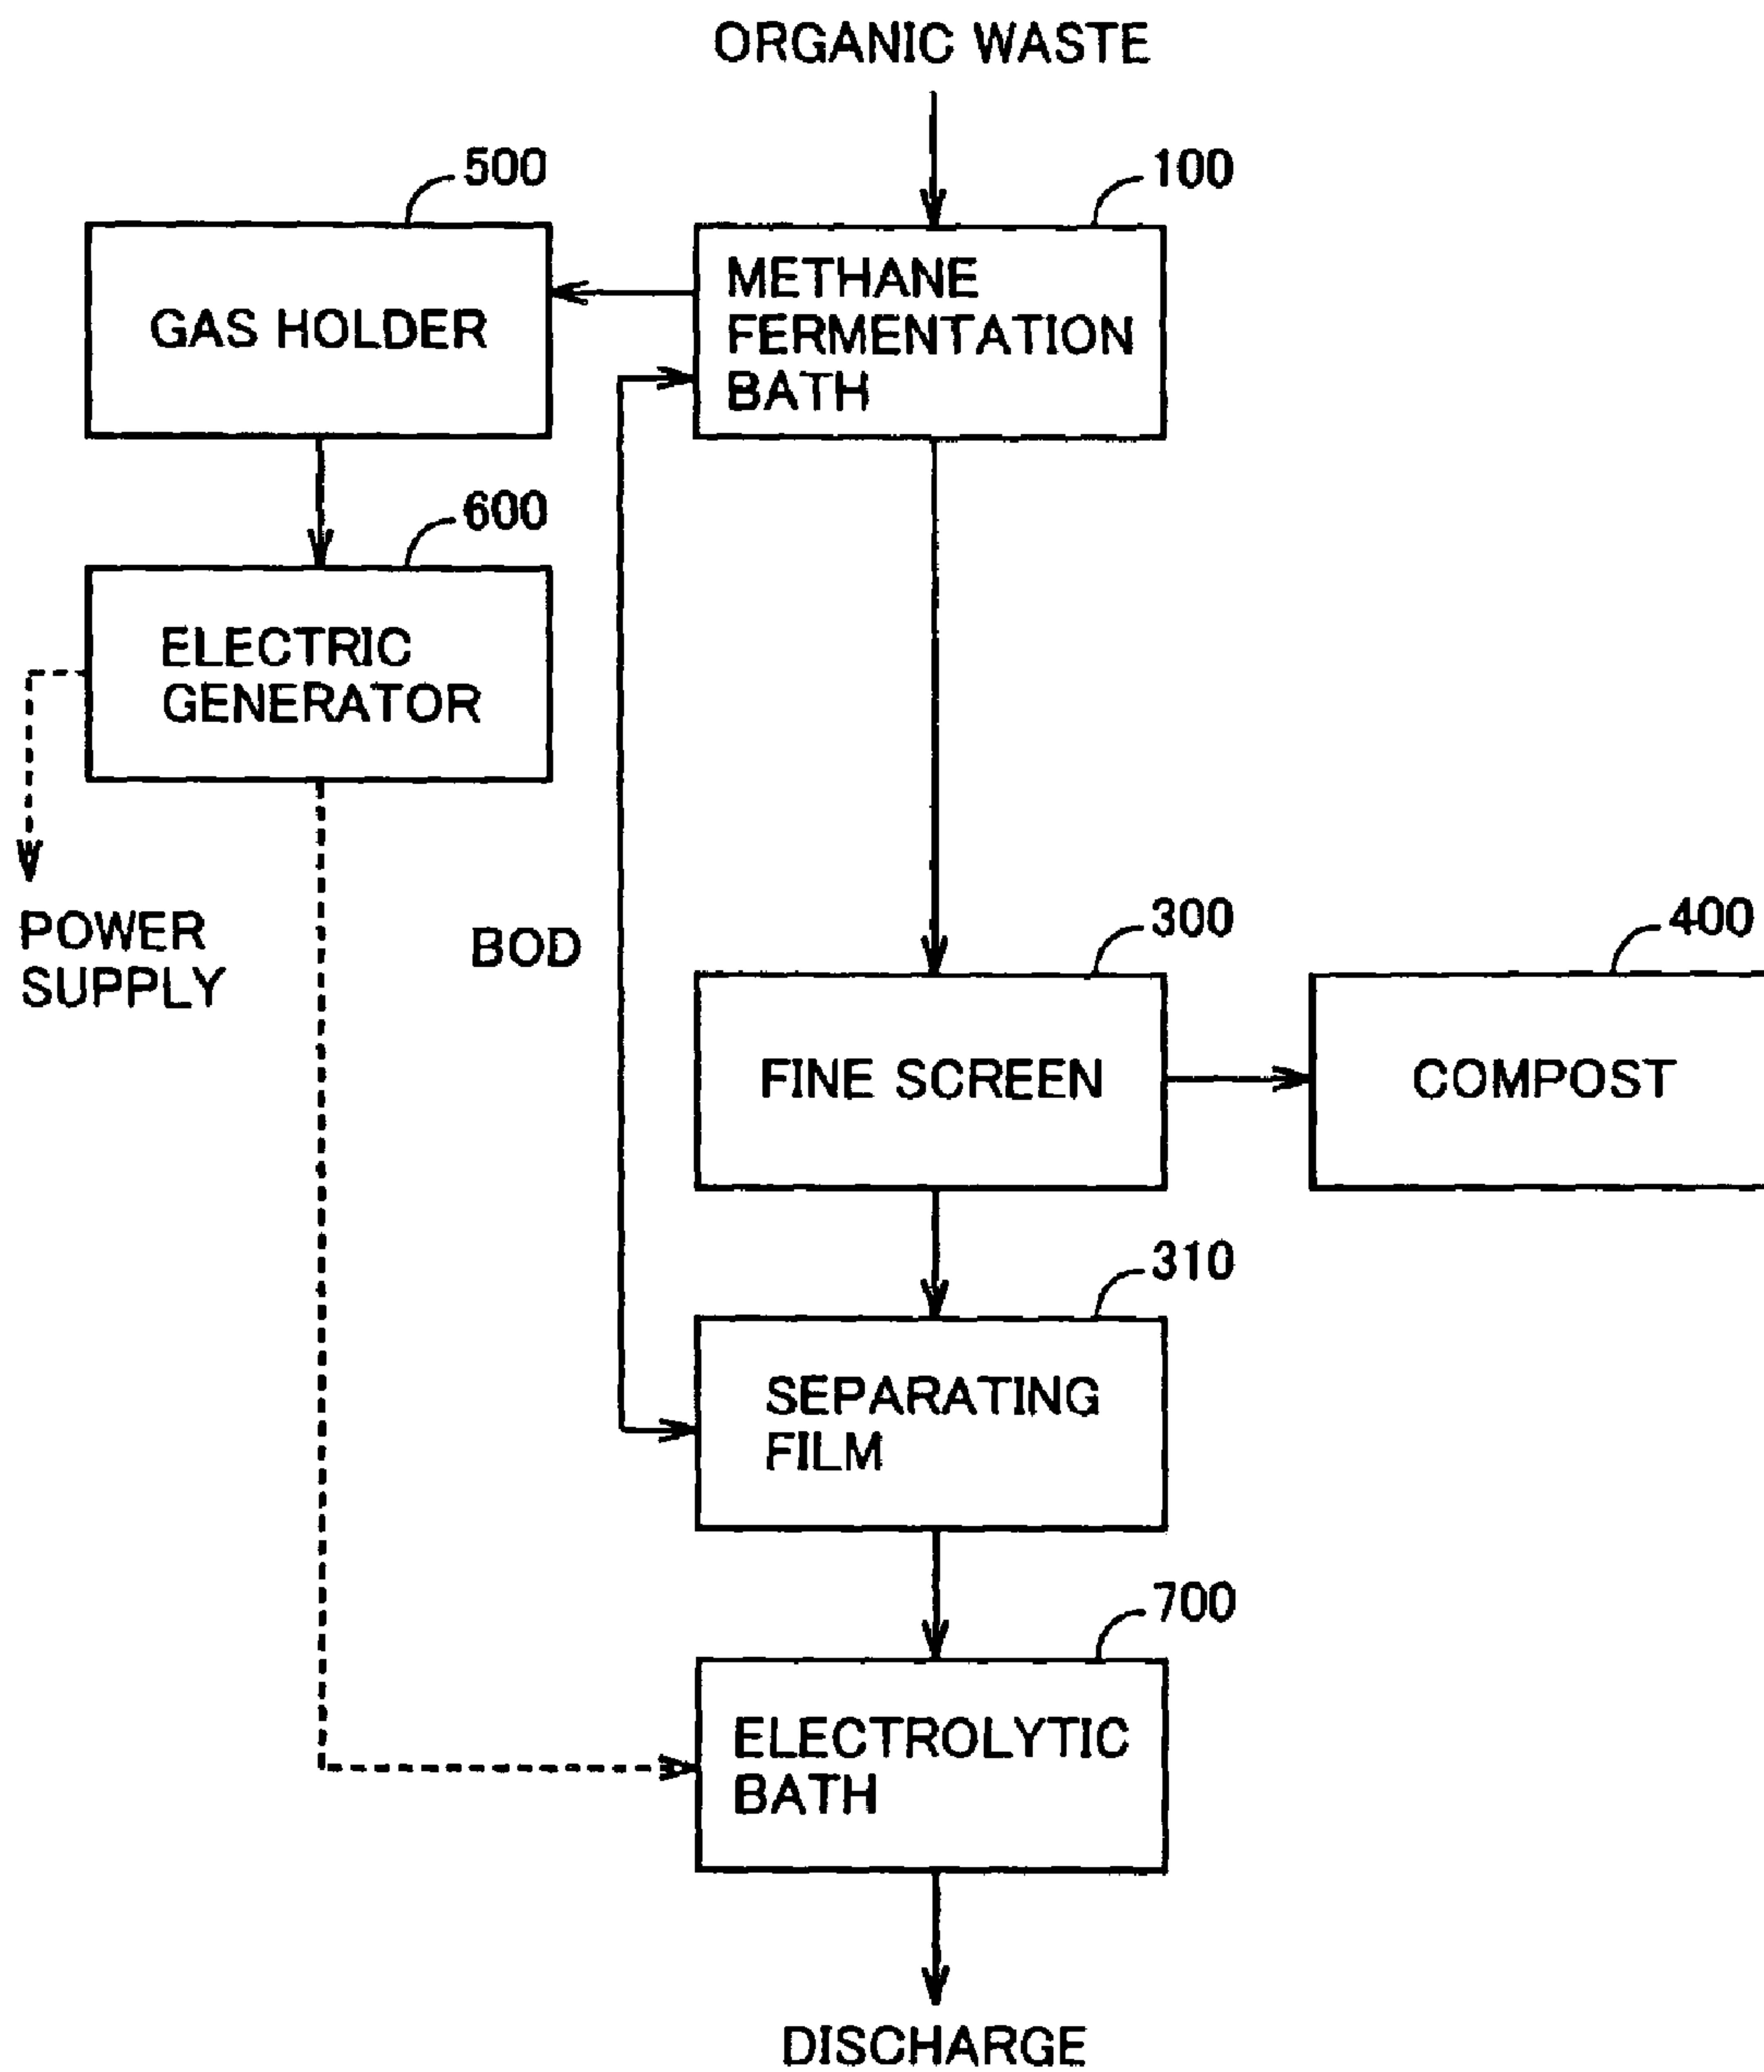 ORGANIC WASTE
500
100
GAS HOLDER
METHANE
FERMENTATION
BATH
600
ELECTRIC
GENERATOR
POWER
SUPPLY
BOD
300
400
FINE SCREEN
COMPOST
310
SEPARATING
FILM
700
ELECTROLYTIC
BATH
DISCHARGE